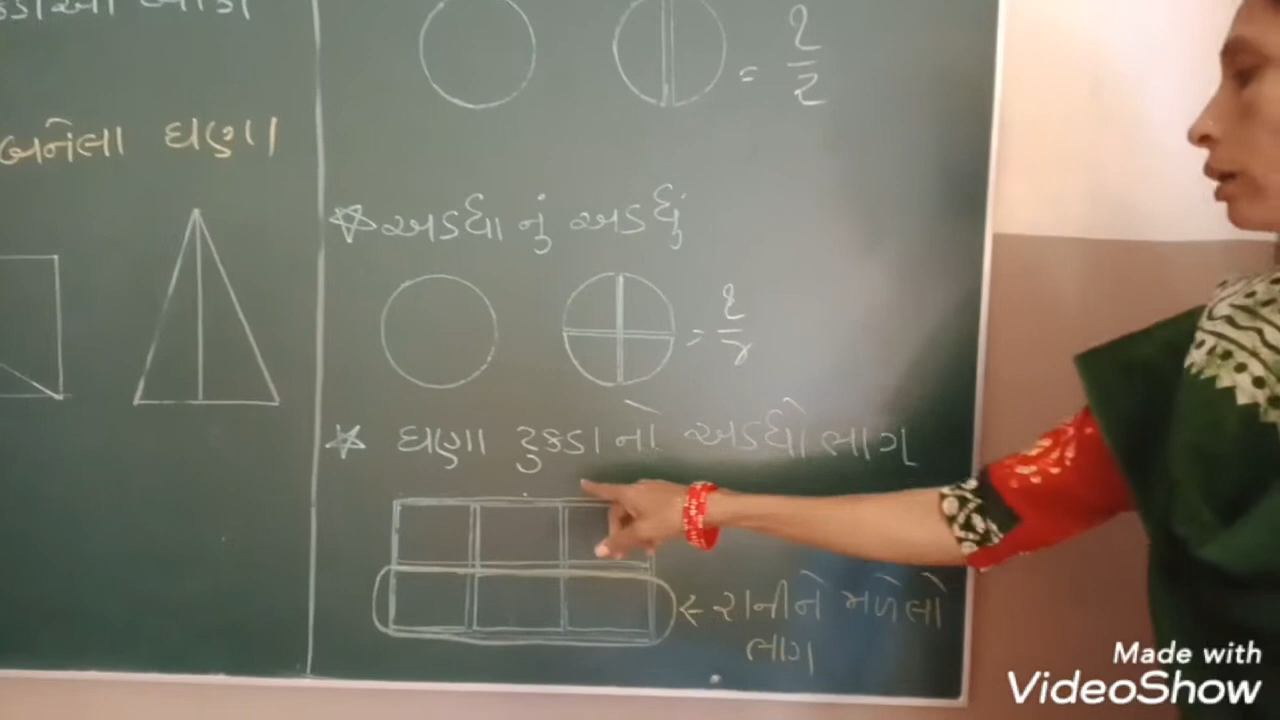 બનેલા ઘણા
= ૧/૨
અડધાનું અડધું
= ૧/૪
ઘણા ટુકડાનો અડધો ભાગ
← રાનીને મળેલો
ભાગ
Made with
VideoShow